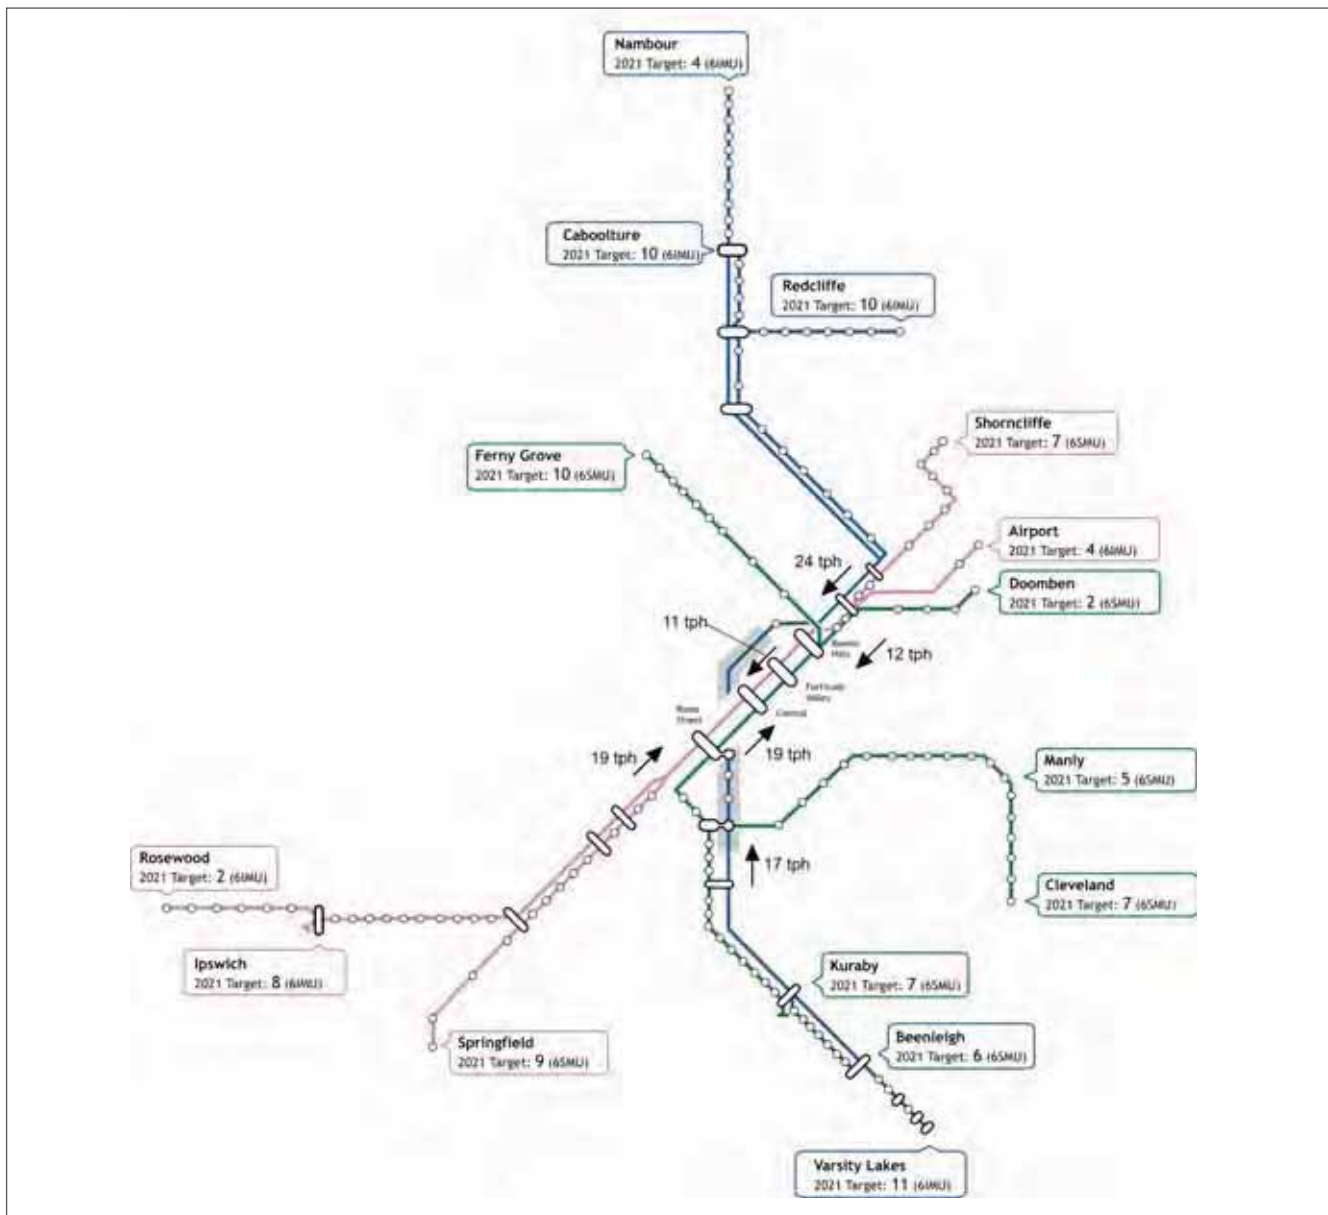 Nambour
2021 Target: 4 (6IMU)
Caboolture
2021 Target: 10 (6IMU)
Redcliffe
2021 Target: 10 (6IMU)
Shorncliffe
2021 Target: 7 (6SMU)
Ferny Grove
2021 Target: 10 (6SMU)
Airport
2021 Target: 4 (6IMU)
24 tph
Doomben
2021 Target: 2 (6SMU)
11 tph
12 tph
Fortitude
Valley
Roma
Street
Central
19 tph
19 tph
Manly
2021 Target: 5 (6SMU)
17 tph
Rosewood
2021 Target: 2 (6IMU)
Cleveland
2021 Target: 7 (6SMU)
Ipswich
2021 Target: 8 (6IMU)
Kuraby
2021 Target: 7 (6SMU)
Springfield
2021 Target: 9 (6SMU)
Beenleigh
2021 Target: 6 (6SMU)
Varsity Lakes
2021 Target: 11 (6IMU)